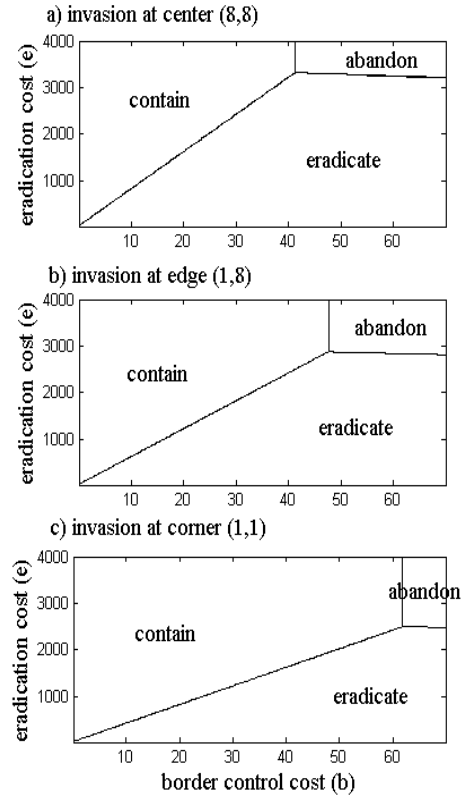 a) invasion at center (8,8)
eradication cost (e)
4000
3000
2000
1000
contain
abandon
eradicate
10 20 30 40 50 60
b) invasion at edge (1,8)
eradication cost (e)
4000
3000
2000
1000
contain
abandon
eradicate
10 20 30 40 50 60
c) invasion at corner (1,1)
eradication cost (e)
4000
3000
2000
1000
contain
abandon
eradicate
10 20 30 40 50 60
border control cost (b)